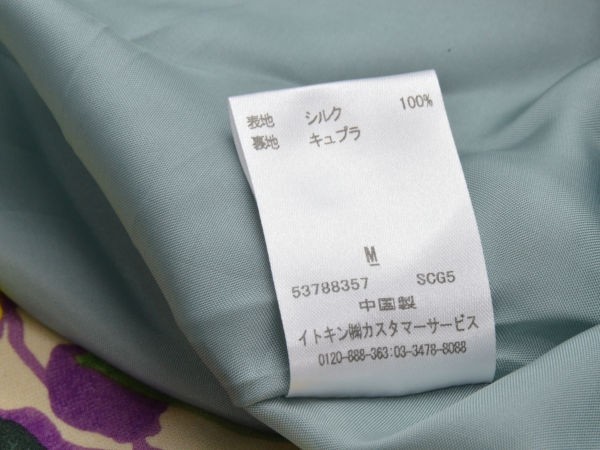 表地 シルク 100%
裏地 キュプラ
M
53788357 SCG5
中国製
イトキン㈱カスタマーサービス
0120-888-363:03-3478-8088